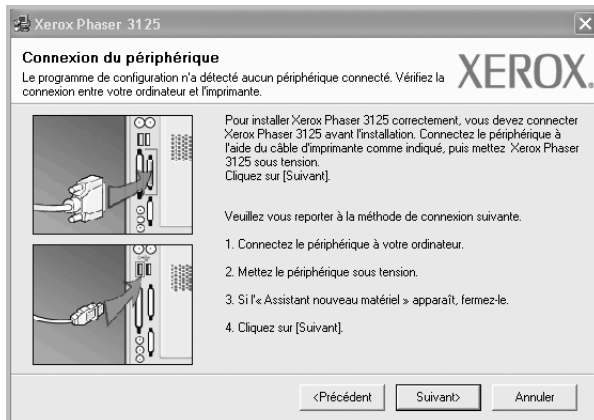 Xerox Phaser 3125
Connexion du périphérique
Le programme de configuration n'a détecté aucun périphérique connecté. Vérifiez la
connexion entre votre ordinateur et l'imprimante.
XEROX.
Pour installer Xerox Phaser 3125 correctement, vous devez connecter
Xerox Phaser 3125 avant l'installation. Connectez le périphérique à
l'aide du câble d'imprimante comme indiqué, puis mettez Xerox Phaser
3125 sous tension.
Cliquez sur [Suivant].
Veuillez vous reporter à la méthode de connexion suivante.
1. Connectez le périphérique à votre ordinateur.
2. Mettez le périphérique sous tension.
3. Si l'« Assistant nouveau matériel » apparaît, fermez-le.
4. Cliquez sur [Suivant].
<Précédent
Suivant>
Annuler